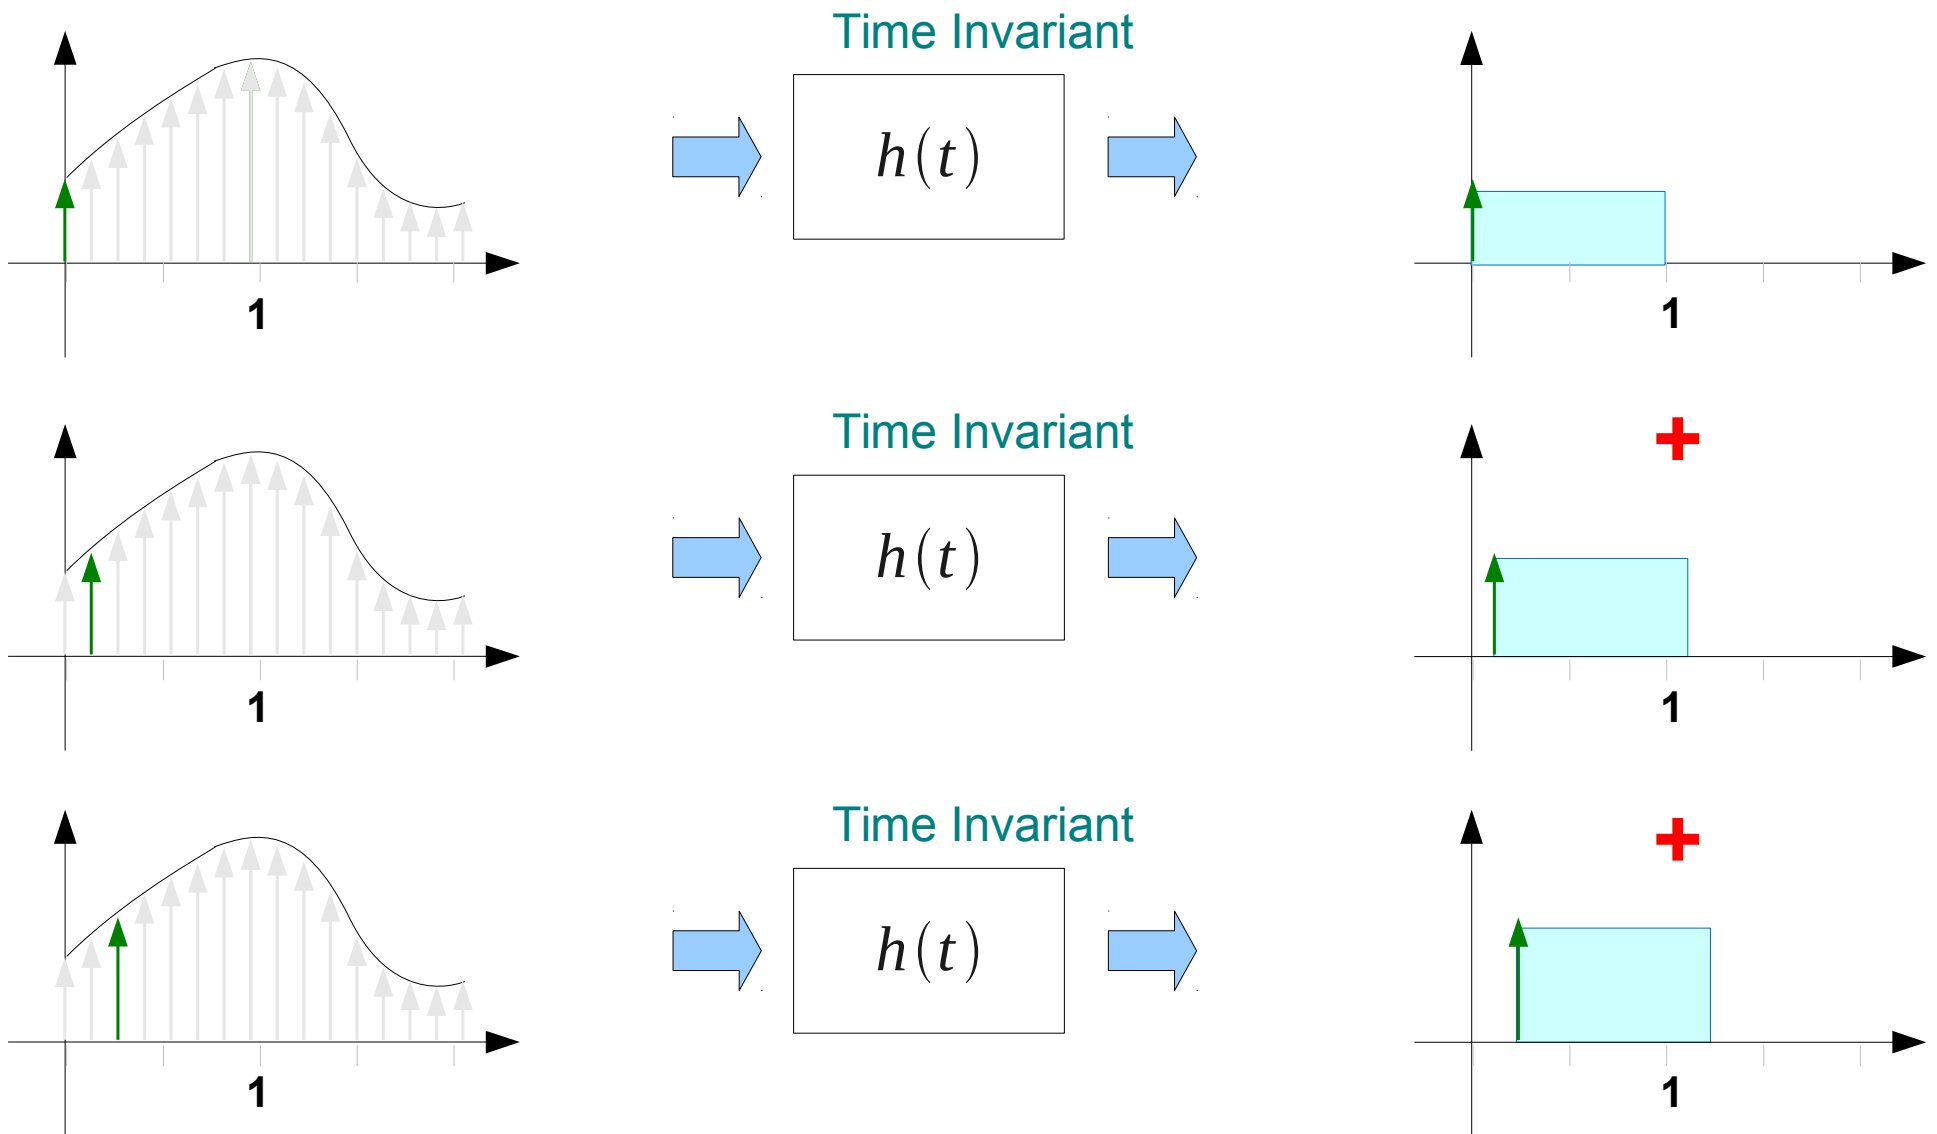 Time Invariant
h(t)
1
1
Time Invariant
+
h(t)
1
1
Time Invariant
+
h(t)
1
1